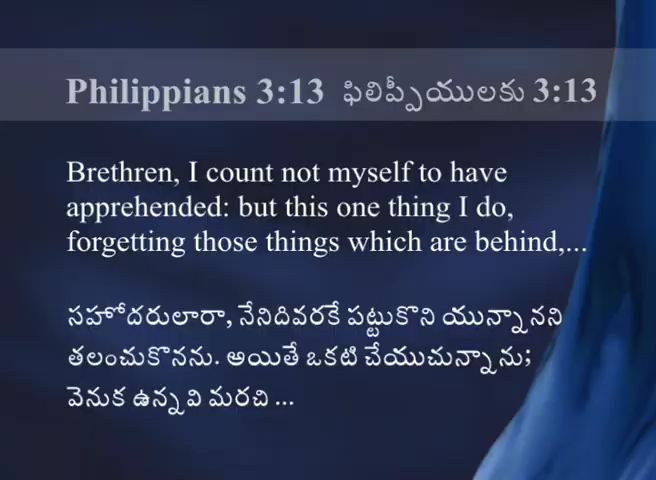 Philippians 3:13 ఫిలిప్పీయులకు 3:13
Brethren, I count not myself to have
apprehended: but this one thing I do,
forgetting those things which are behind,...
సహోదరులారా, నేనిదివరకే పట్టుకొని యున్నానని
తలంచుకొనను. అయితే ఒకటి చేయుచున్నాను;
వెనుక ఉన్నవి మరచి ...